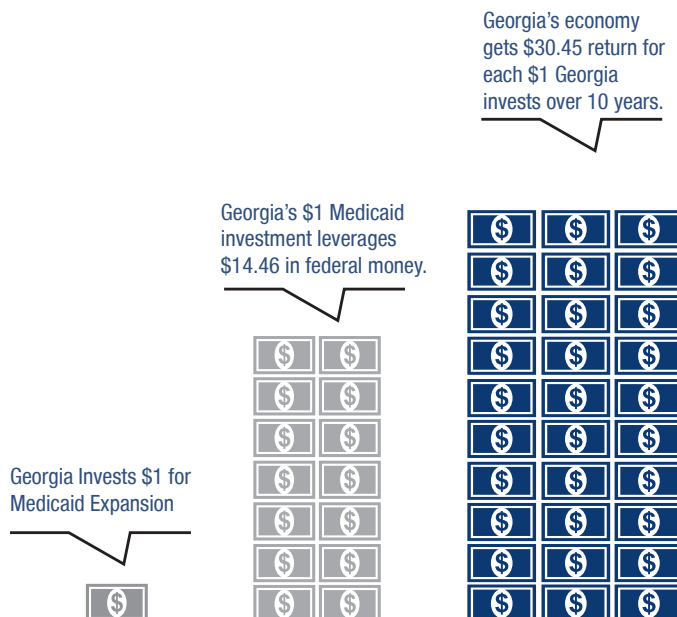 Georgia's economy
gets $30.45 return for
each $1 Georgia
invests over 10 years.
Georgia's $1 Medicaid
investment leverages
$14.46 in federal money.
Georgia Invests $1 for
Medicaid Expansion
$ $ $
$ $ $
$ $ $
$ $ $ $ $
$ $ $ $ $
$ $ $ $ $
$ $ $ $ $
$ $ $ $ $
$ $ $ $ $
$ $ $ $ $ $